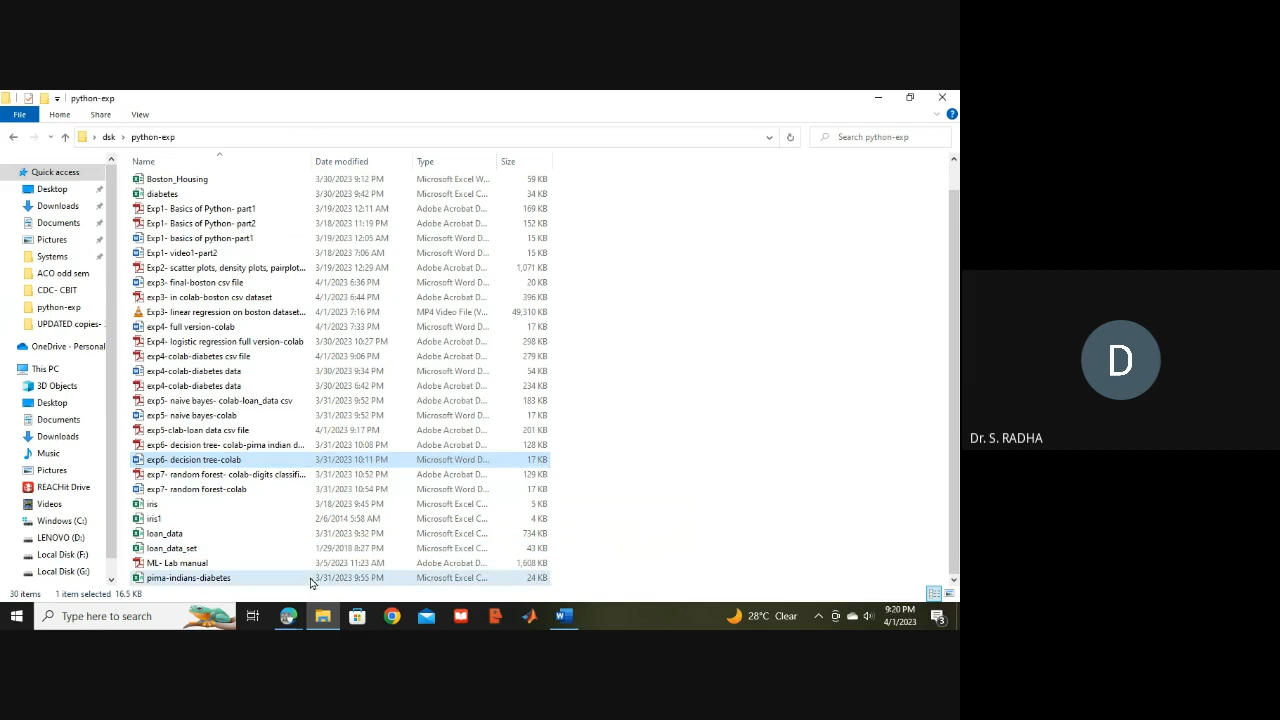 python-exp
File Home Share View
dsk python-exp
Search python-exp
Name Date modified Type Size
Quick access
Desktop
Downloads
Documents
Pictures
Systems
ACO odd sem
CDC- CBIT
python-exp
UPDATED copies-
OneDrive - Personal
This PC
3D Objects
Desktop
Documents
Downloads
Music
Pictures
REACHit Drive
Videos
Windows (C:)
LENOVO (D:)
Local Disk (F:)
Local Disk (G:)
Boston_Housing 3/30/2023 9:12 PM Microsoft Excel W... 59 KB
diabetes 3/30/2023 9:42 PM Microsoft Excel C... 34 KB
Exp1- Basics of Python- part1 3/19/2023 12:11 AM Adobe Acrobat D... 169 KB
Exp1- Basics of Python- part2 3/18/2023 11:19 PM Adobe Acrobat D... 152 KB
Exp1- basics of python-part1 3/19/2023 12:05 AM Microsoft Word D... 15 KB
Exp1- video1-part2 3/18/2023 7:06 AM Microsoft Word D... 15 KB
Exp2- scatter plots, density plots, pairplot... 3/19/2023 12:29 AM Adobe Acrobat D... 1,071 KB
exp3- final-boston csv file 4/1/2023 6:36 PM Microsoft Word D... 20 KB
exp3- in colab-boston csv dataset 4/1/2023 6:44 PM Adobe Acrobat D... 396 KB
Exp3- linear regression on boston dataset... 4/1/2023 7:16 PM MP4 Video File (V... 49,310 KB
exp4- full version-colab 4/1/2023 7:33 PM Microsoft Word D... 17 KB
Exp4- logistic regression full version-colab 3/30/2023 10:27 PM Adobe Acrobat D... 298 KB
exp4-colab-diabetes csv file 4/1/2023 9:06 PM Adobe Acrobat D... 279 KB
exp4-colab-diabetes data 3/30/2023 9:34 PM Microsoft Word D... 54 KB
exp4-colab-diabetes data 3/30/2023 6:42 PM Adobe Acrobat D... 234 KB
exp5- naive bayes- colab-loan_data csv 3/31/2023 9:52 PM Adobe Acrobat D... 183 KB
exp5- naive bayes-colab 3/31/2023 9:52 PM Microsoft Word D... 17 KB
exp5-clab-loan data csv file 4/1/2023 9:17 PM Adobe Acrobat D... 201 KB
exp6- decision tree- colab-pima indian d... 3/31/2023 10:08 PM Adobe Acrobat D... 128 KB
exp6- decision tree-colab 3/31/2023 10:11 PM Microsoft Word D... 17 KB
exp7- random forest- colab-digits classifi... 3/31/2023 10:52 PM Adobe Acrobat D... 129 KB
exp7- random forest-colab 3/31/2023 10:54 PM Microsoft Word D... 17 KB
iris 3/18/2023 9:45 PM Microsoft Excel C... 5 KB
iris1 2/6/2014 5:58 AM Microsoft Excel C... 4 KB
loan_data 3/31/2023 9:32 PM Microsoft Excel C... 734 KB
loan_data_set 1/29/2018 8:27 PM Microsoft Excel C... 43 KB
ML- Lab manual 3/5/2023 11:23 AM Adobe Acrobat D... 1,608 KB
pima-indians-diabetes 3/31/2023 9:55 PM Microsoft Excel C... 24 KB
30 items 1 item selected 16.5 KB
Type here to search
28°C Clear
9:20 PM
4/1/2023
3
D
Dr. S. RADHA